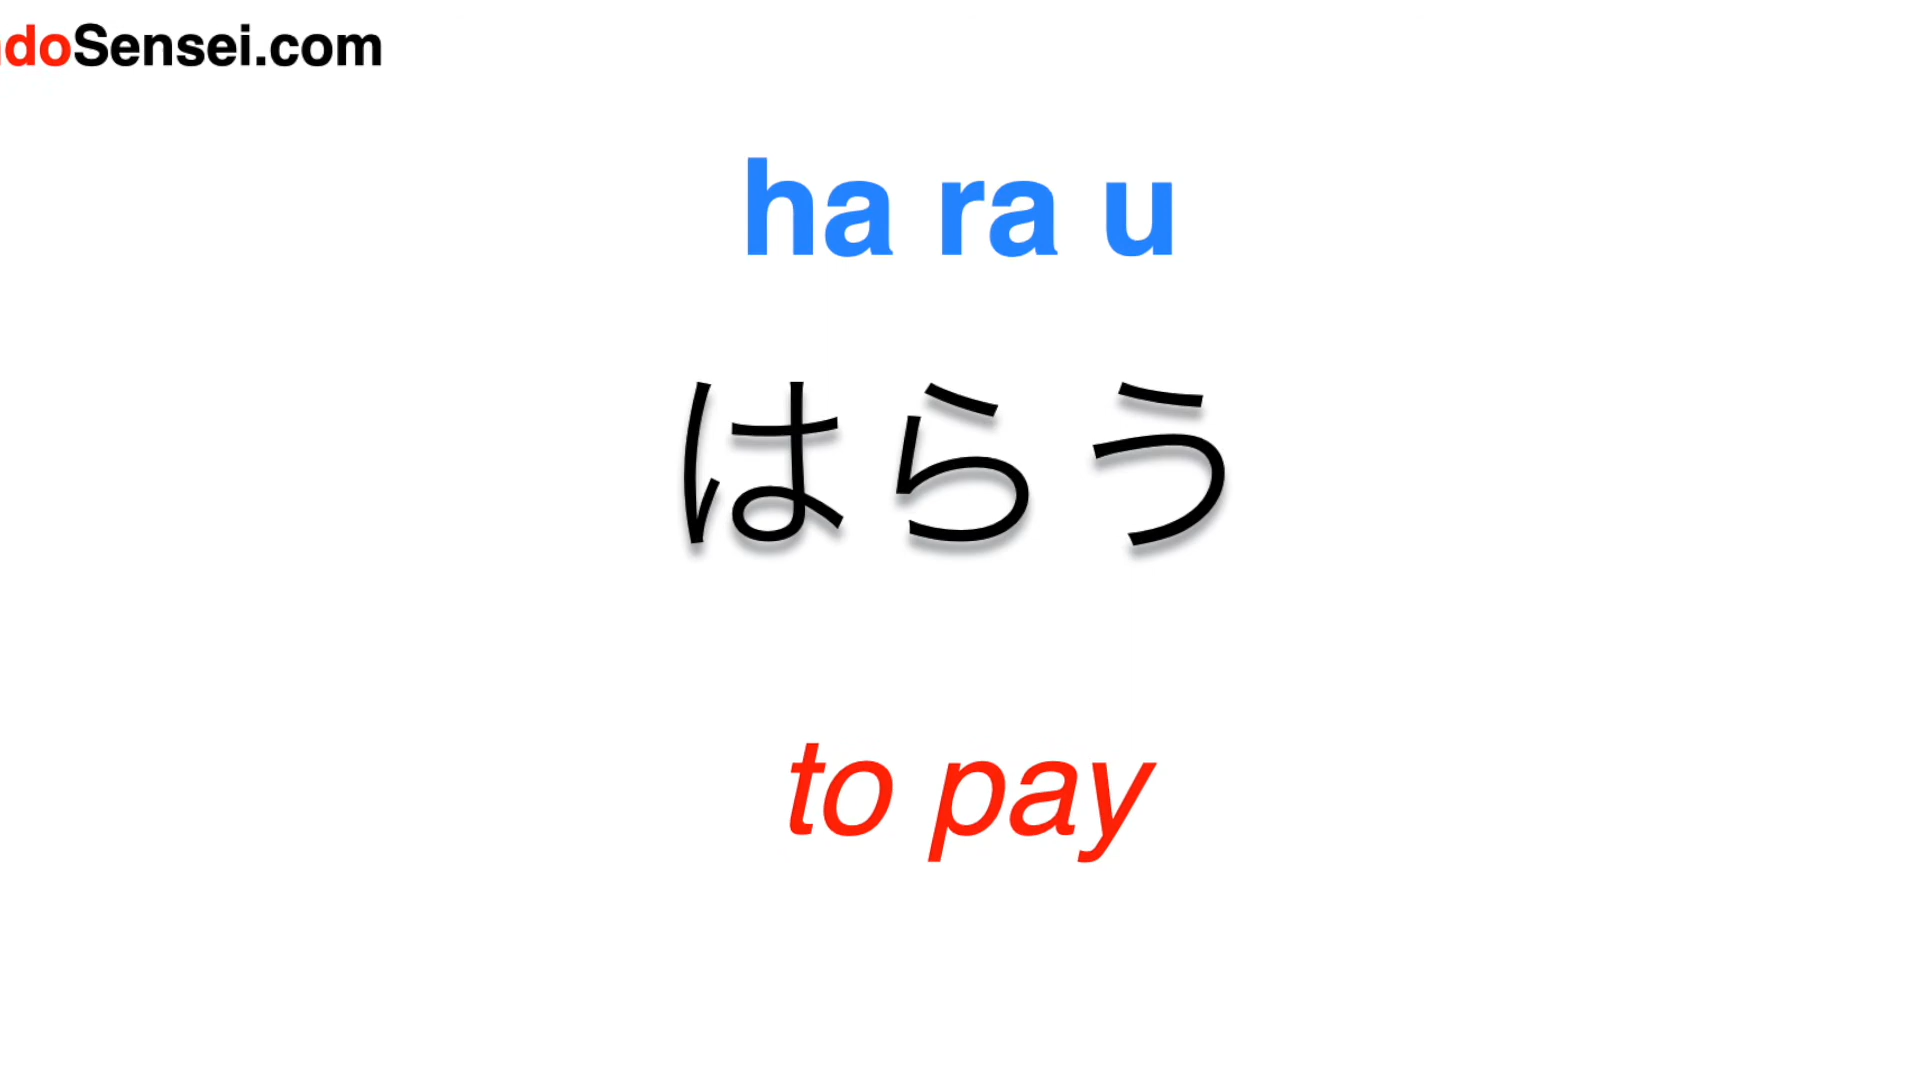 doSensei.com
ha ra u
はらう
to pay